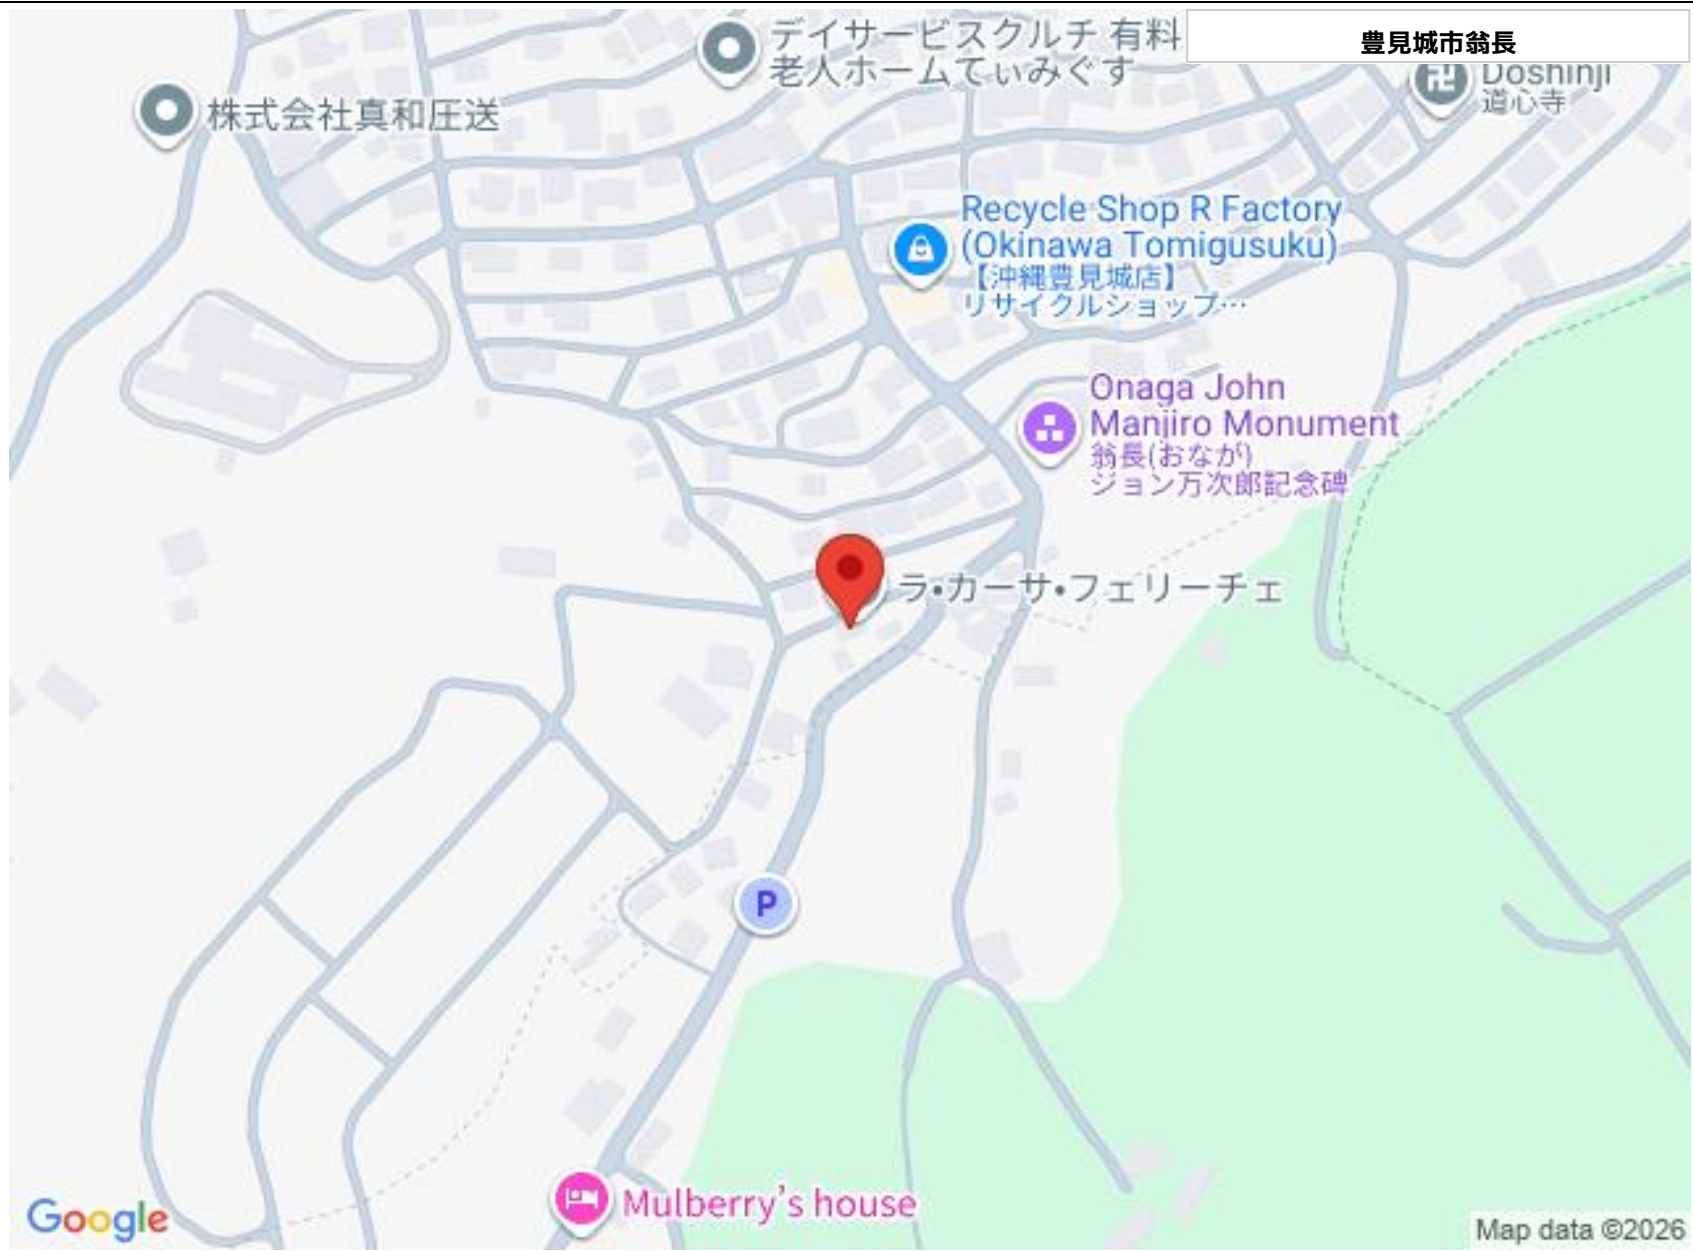 デイサービスクルチ 有料
老人ホームてぃみぐす
豊見城市翁長
Doshinji
道心寺
株式会社真和圧送
Recycle Shop R Factory
(Okinawa Tomigusuku)
【沖縄豊見城店】
リサイクルショップ…
Onaga John
Manjiro Monument
翁長(おなが)
ジョン万次郎記念碑
ラ•カーサ•フェリーチェ
P
Mulberry's house
Google
Map data ©2026